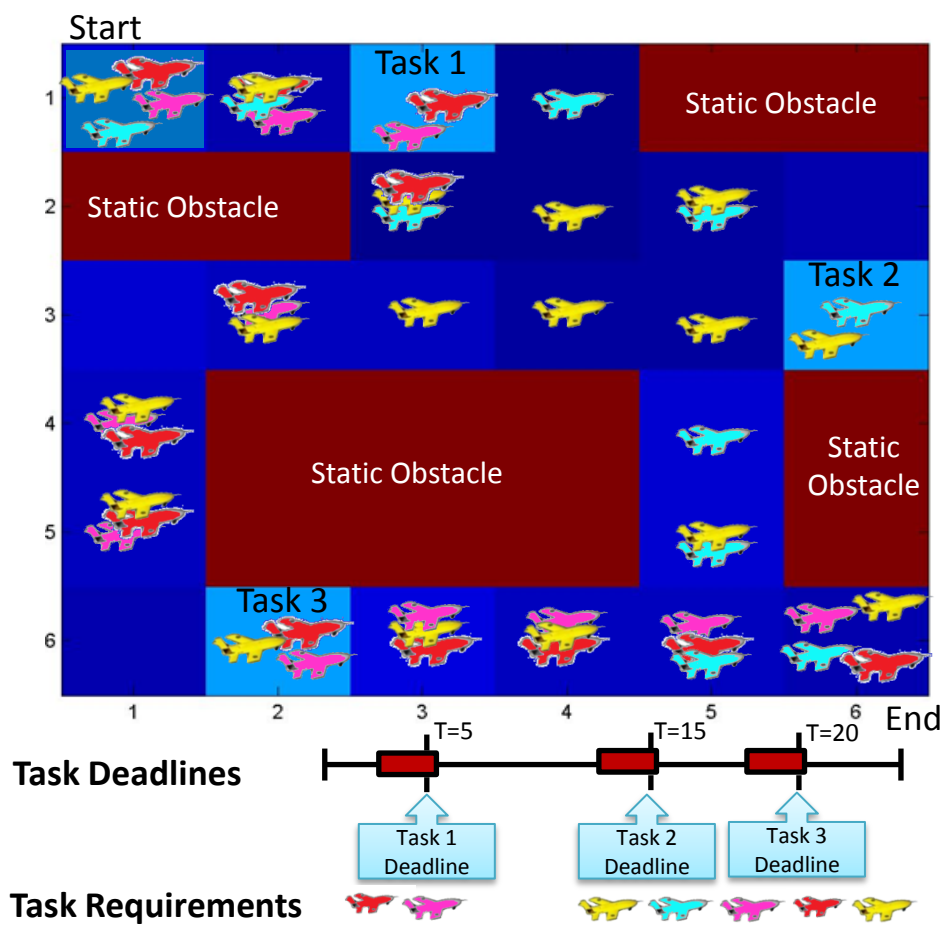 Start
Task 1
1
Static Obstacle
2
Static Obstacle
Task 2
3
4
Static Obstacle
Static
Obstacle
5
Task 3
6
1 2 3 4 5 6 End
T=5 T=15 T=20
Task Deadlines
Task 1
Deadline
Task 2
Deadline
Task 3
Deadline
Task Requirements